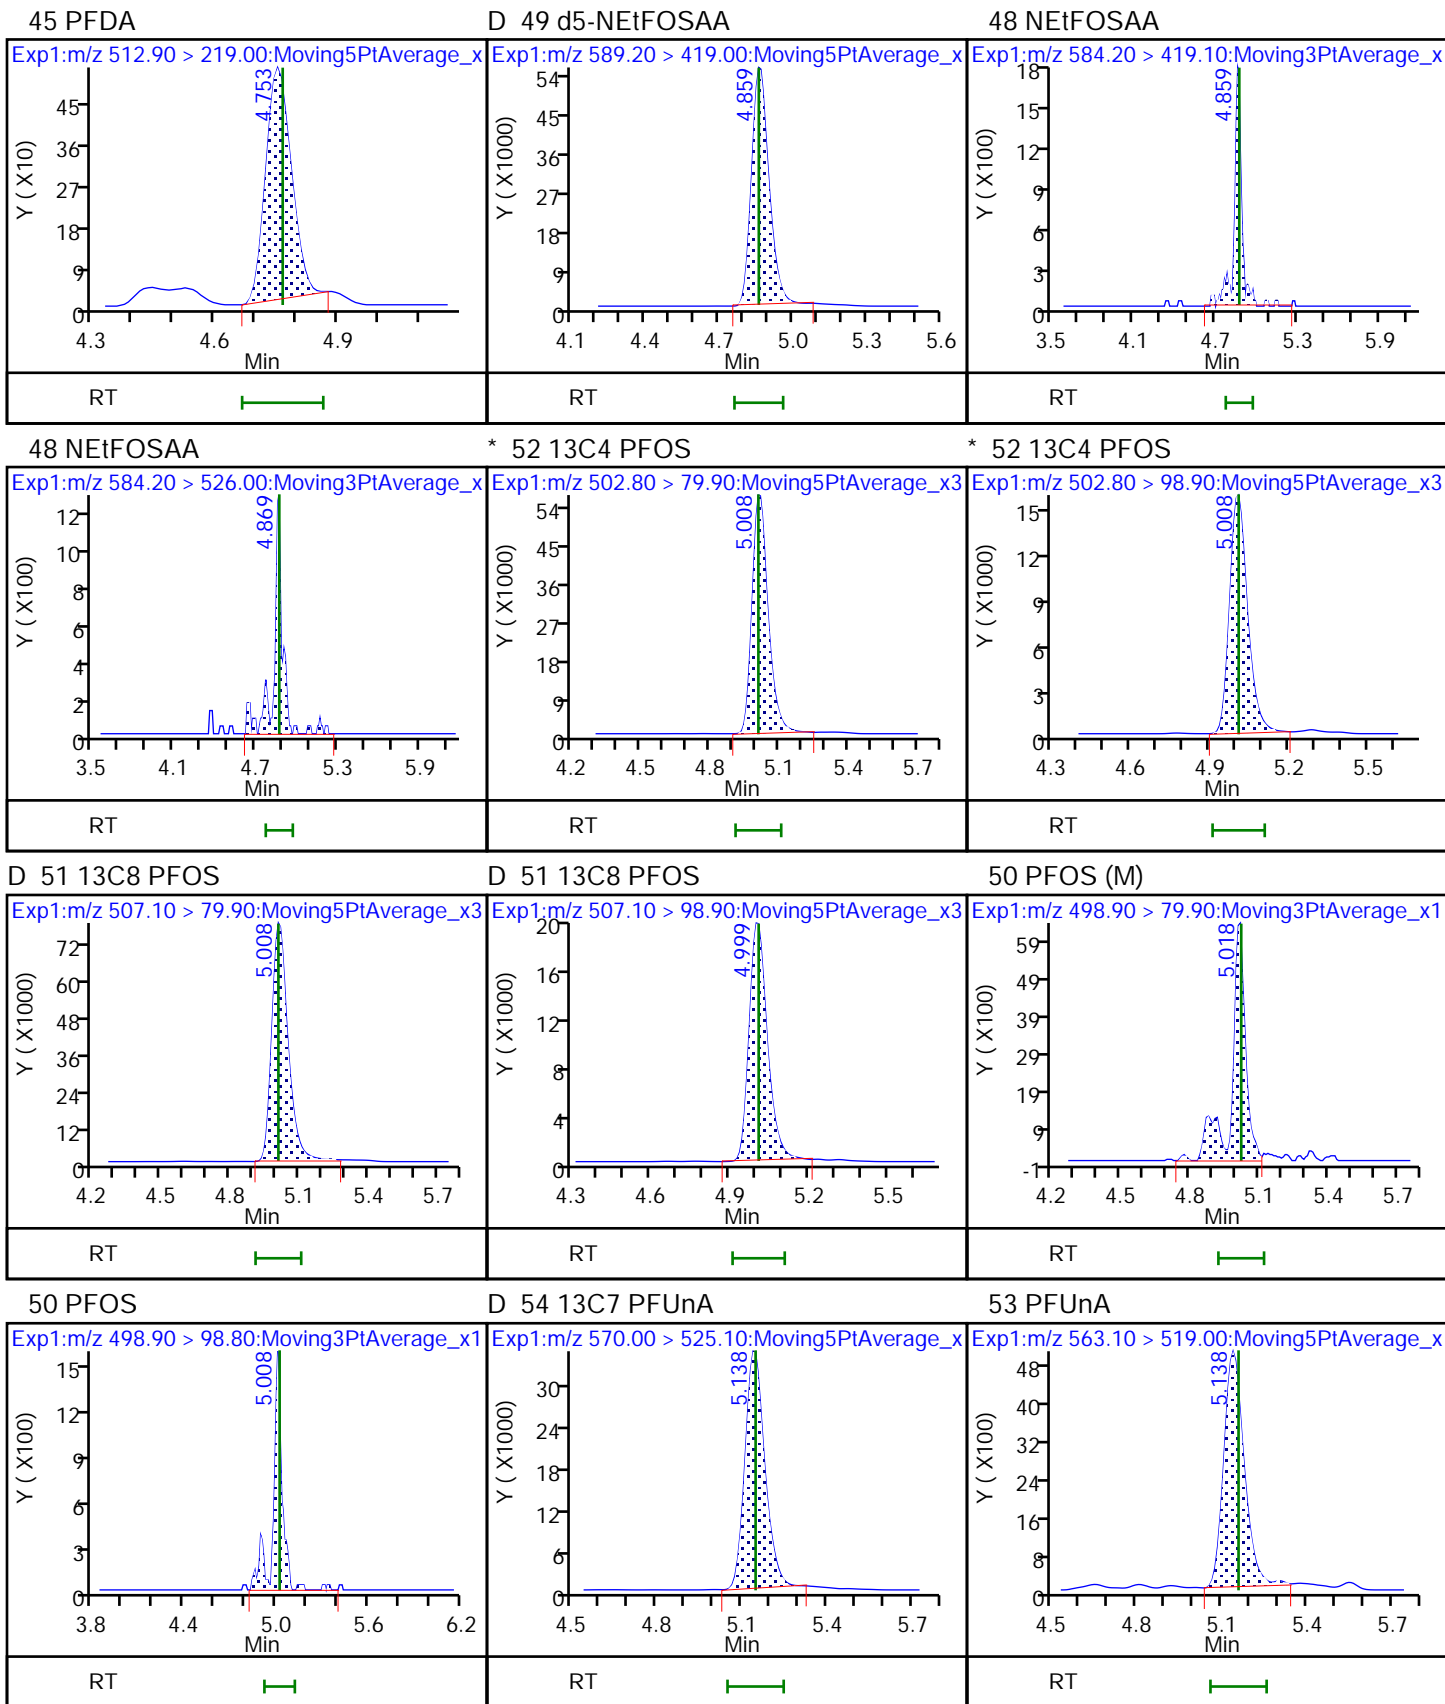 45 PFDA
Exp1:m/z 512.90 > 219.00:Moving5PtAverage_x
Y ( X10)
45
36
27
18
9
0
4.753
4.3 4.6 4.9
Min
RT
D 49 d5-NEtFOSAA
Exp1:m/z 589.20 > 419.00:Moving5PtAverage_x
Y ( X1000)
54
45
36
27
18
9
0
4.859
4.1 4.4 4.7 5.0 5.3 5.6
Min
RT
48 NEtFOSAA
Exp1:m/z 584.20 > 419.10:Moving3PtAverage_x
Y ( X100)
18
15
12
9
6
3
0
4.859
3.5 4.1 4.7 5.3 5.9
Min
RT
48 NEtFOSAA
Exp1:m/z 584.20 > 526.00:Moving3PtAverage_x
Y ( X100)
12
10
8
6
4
2
0
4.869
3.5 4.1 4.7 5.3 5.9
Min
RT
* 52 13C4 PFOS
Exp1:m/z 502.80 > 79.90:Moving5PtAverage_x3
Y ( X1000)
54
45
36
27
18
9
0
5.008
4.2 4.5 4.8 5.1 5.4 5.7
Min
RT
* 52 13C4 PFOS
Exp1:m/z 502.80 > 98.90:Moving5PtAverage_x3
Y ( X1000)
15
12
9
6
3
0
5.008
4.3 4.6 4.9 5.2 5.5
Min
RT
D 51 13C8 PFOS
Exp1:m/z 507.10 > 79.90:Moving5PtAverage_x3
Y ( X1000)
72
60
48
36
24
12
0
5.008
4.2 4.5 4.8 5.1 5.4 5.7
Min
RT
D 51 13C8 PFOS
Exp1:m/z 507.10 > 98.90:Moving5PtAverage_x3
Y ( X1000)
20
16
12
8
4
0
4.999
4.3 4.6 4.9 5.2 5.5
Min
RT
50 PFOS (M)
Exp1:m/z 498.90 > 79.90:Moving3PtAverage_x1
Y ( X100)
59
49
39
29
19
9
-1
5.018
4.2 4.5 4.8 5.1 5.4 5.7
Min
RT
50 PFOS
Exp1:m/z 498.90 > 98.80:Moving3PtAverage_x1
Y ( X100)
15
12
9
6
3
0
5.008
3.8 4.4 5.0 5.6 6.2
Min
RT
D 54 13C7 PFUnA
Exp1:m/z 570.00 > 525.10:Moving5PtAverage_x
Y ( X1000)
30
24
18
12
6
0
5.138
4.5 4.8 5.1 5.4 5.7
Min
RT
53 PFUnA
Exp1:m/z 563.10 > 519.00:Moving5PtAverage_x
Y ( X100)
48
40
32
24
16
8
0
5.138
4.5 4.8 5.1 5.4 5.7
Min
RT